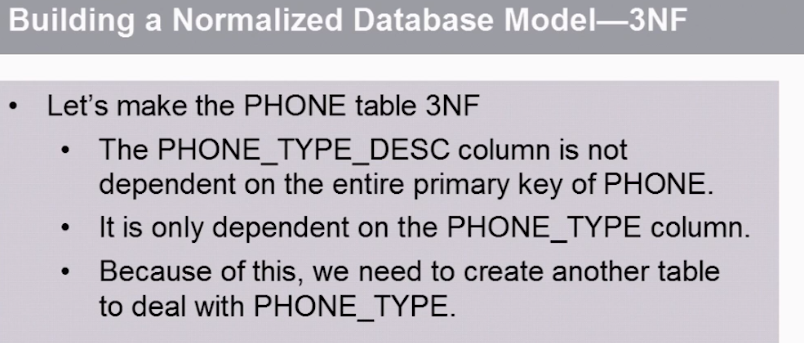 Building a Normalized Database Model—3NF
• Let's make the PHONE table 3NF
• The PHONE_TYPE_DESC column is not
dependent on the entire primary key of PHONE.
• It is only dependent on the PHONE_TYPE column.
• Because of this, we need to create another table
to deal with PHONE_TYPE.